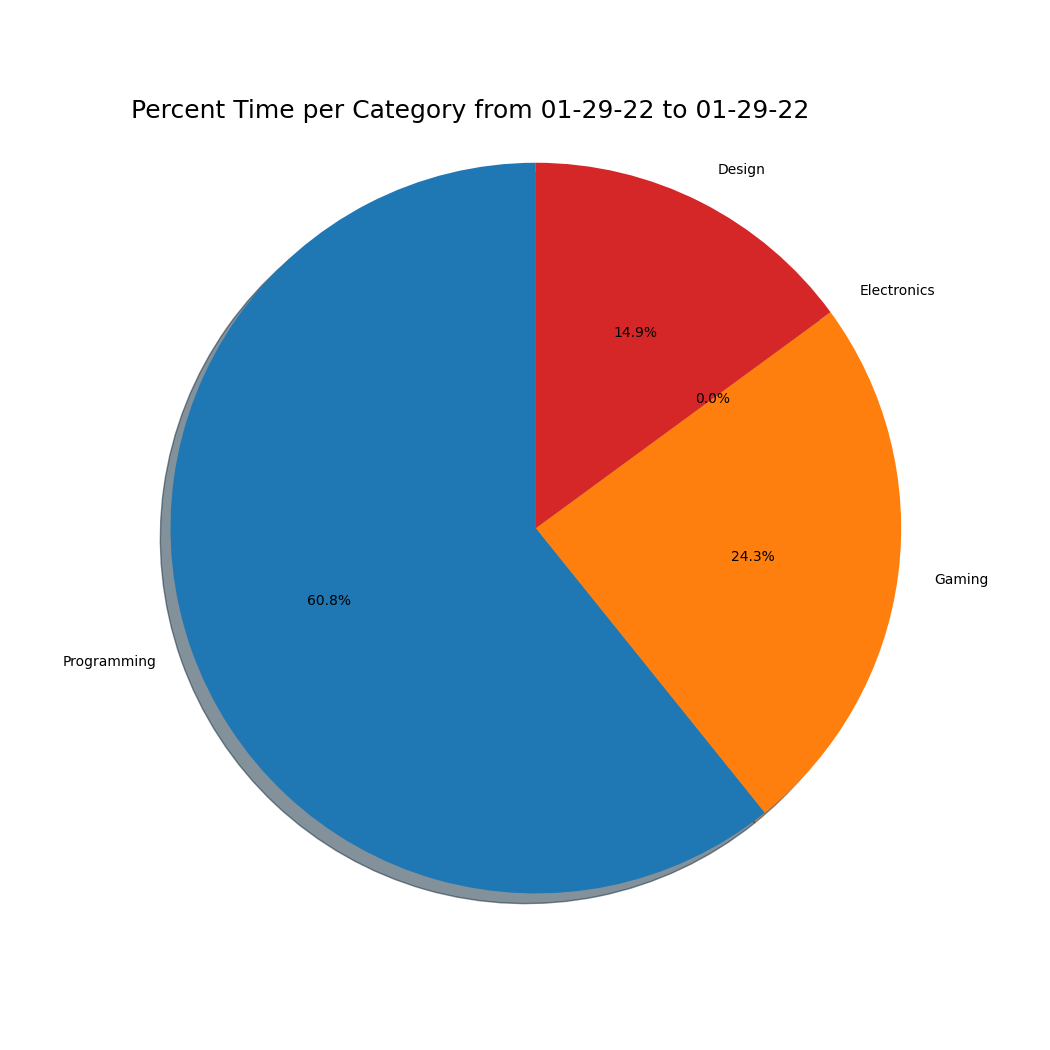 Percent Time per Category from 01-29-22 to 01-29-22
Design
Electronics
14.9%
0.0%
24.3%
Gaming
60.8%
Programming